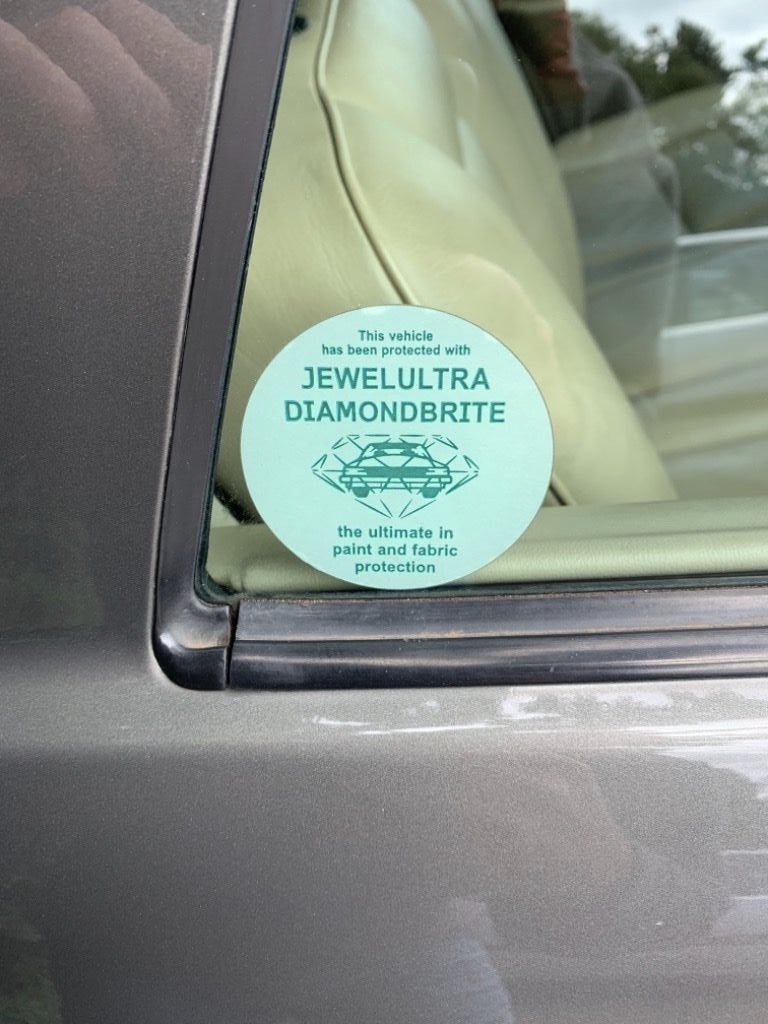 This vehicle
has been protected with
JEWELULTRA
DIAMONDBRITE
the ultimate in
paint and fabric
protection